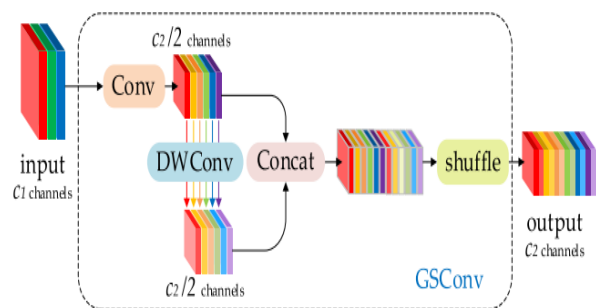 c2/2 channels
Conv
input
c1 channels
DWConv
Concat
shuffle
output
c2 channels
c2/2 channels
GSConv